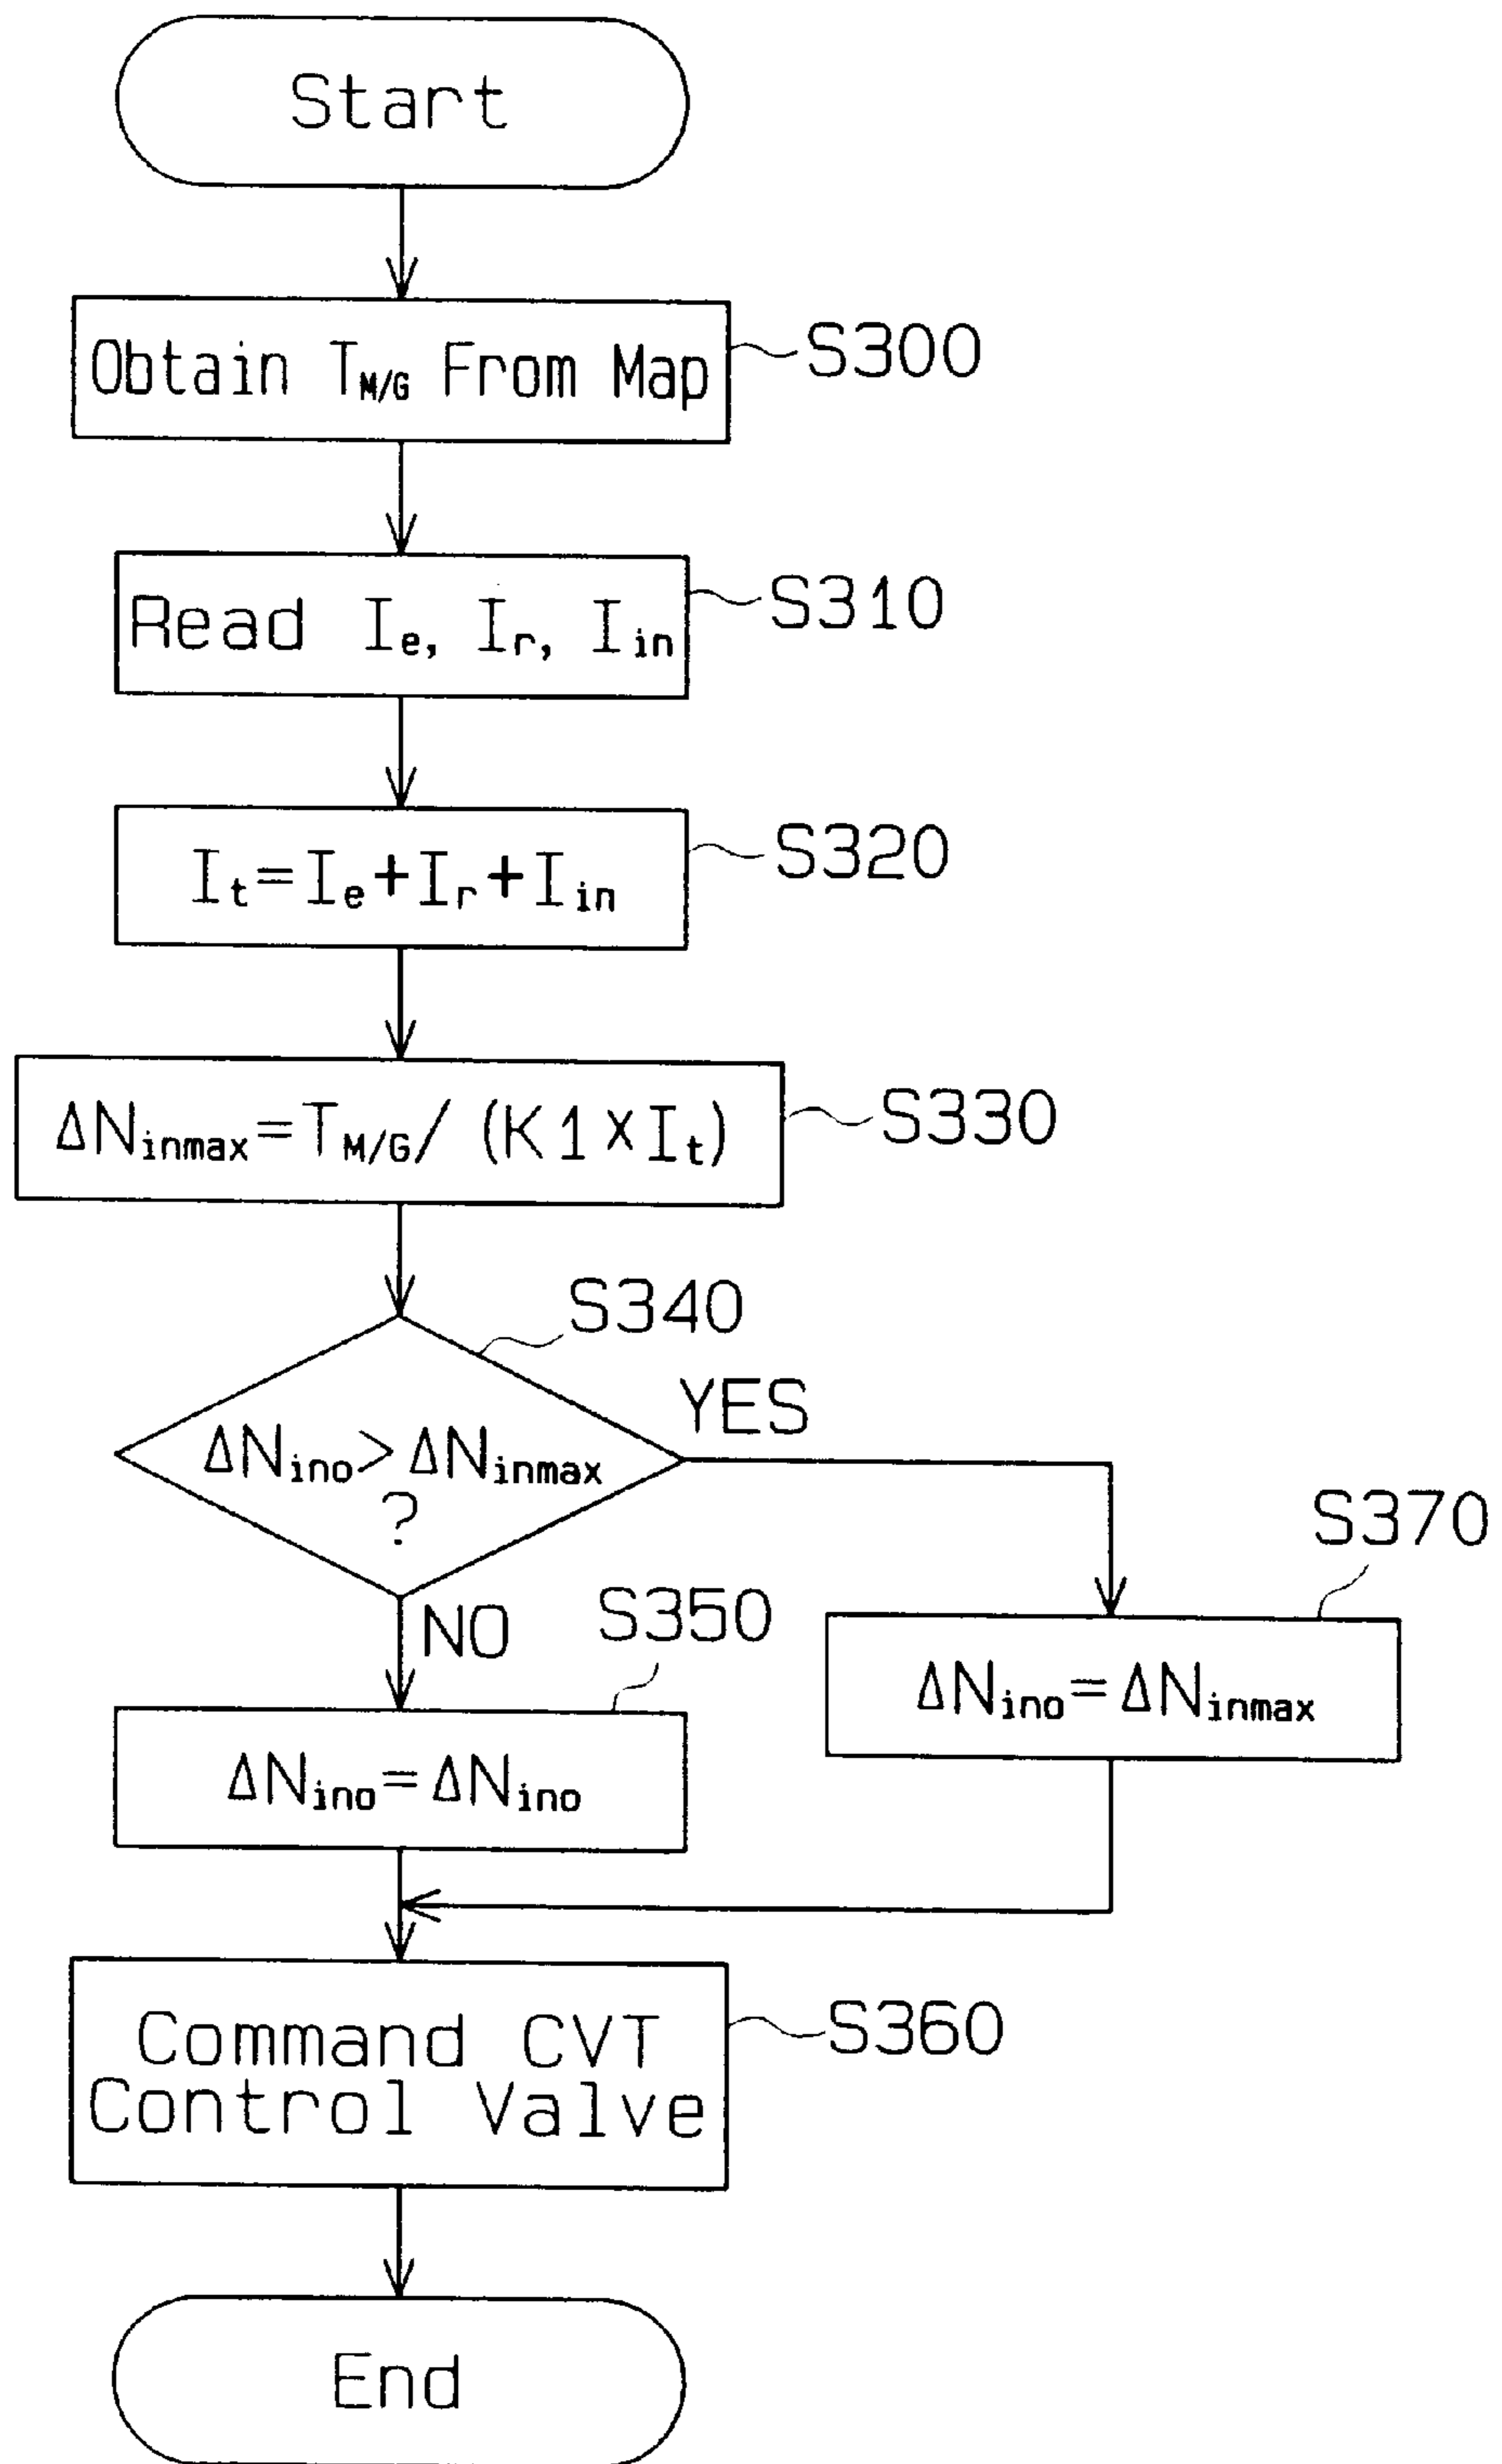 Start
Obtain T_M/G From Map
S300
Read I_e, I_r, I_in
S310
I_t=I_e+I_r+I_in
S320
ΔN_inmax=T_M/G/(K1×I_t)
S330
S340
ΔN_ino>ΔN_inmax
?
YES
NO
S350
S370
ΔN_ino=ΔN_inmax
ΔN_ino=ΔN_ino
Command CVT
Control Valve
S360
End